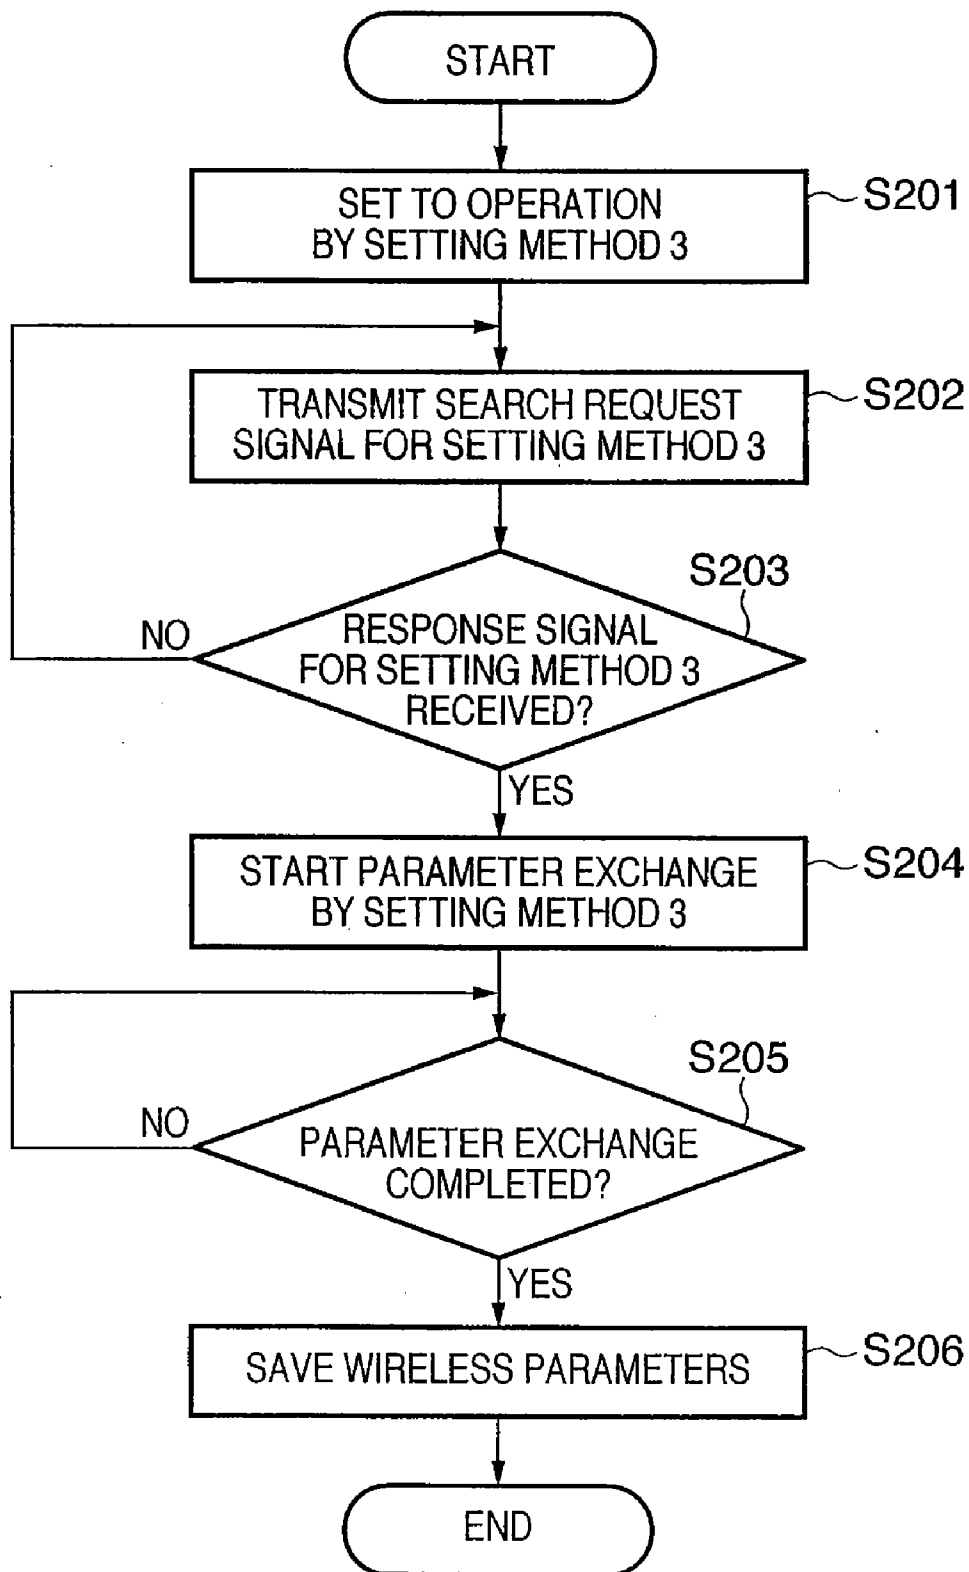 START
SET TO OPERATION
BY SETTING METHOD 3
S201
TRANSMIT SEARCH REQUEST
SIGNAL FOR SETTING METHOD 3
S202
S203
RESPONSE SIGNAL
FOR SETTING METHOD 3
RECEIVED?
NO
YES
START PARAMETER EXCHANGE
BY SETTING METHOD 3
S204
S205
PARAMETER EXCHANGE
COMPLETED?
NO
YES
SAVE WIRELESS PARAMETERS
S206
END